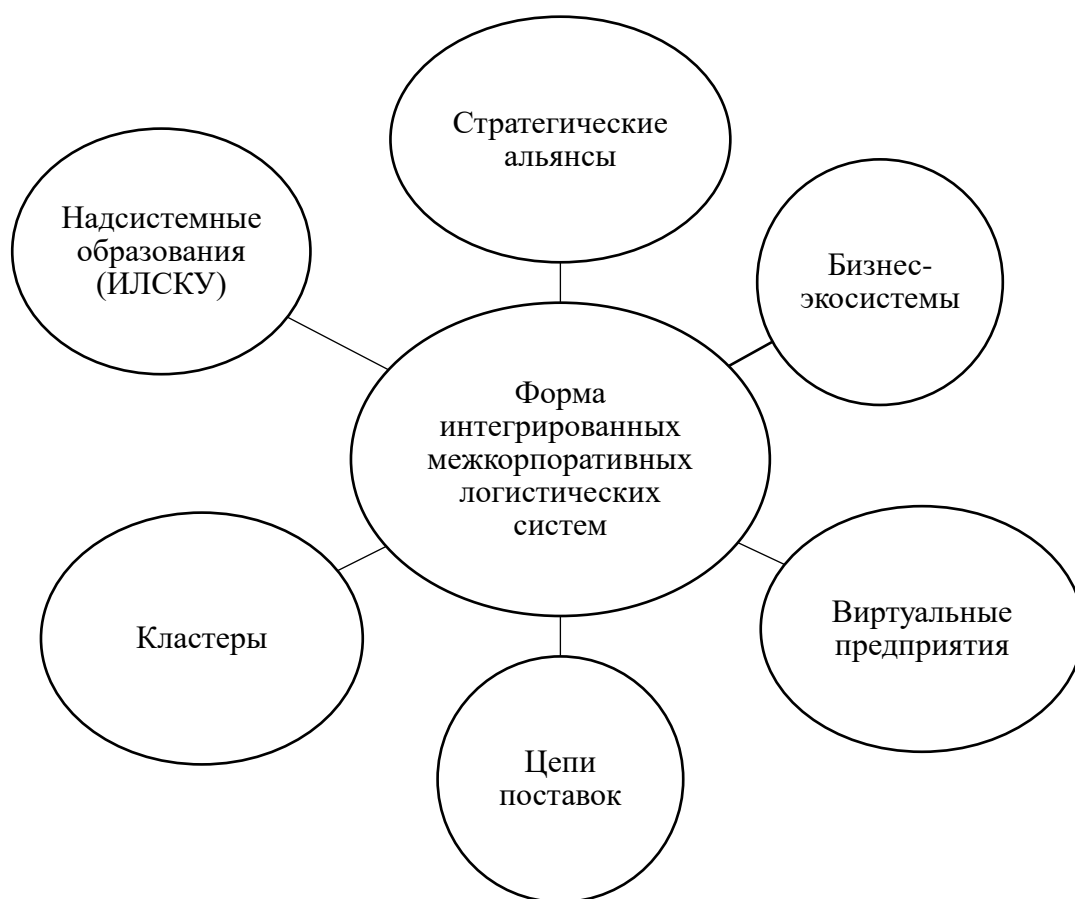 Стратегические
альянсы
Надсистемные
образования
(ИЛСКУ)
Бизнес-
экосистемы
Форма
интегрированных
межкорпоративных
логистических
систем
Кластеры
Виртуальные
предприятия
Цепи
поставок